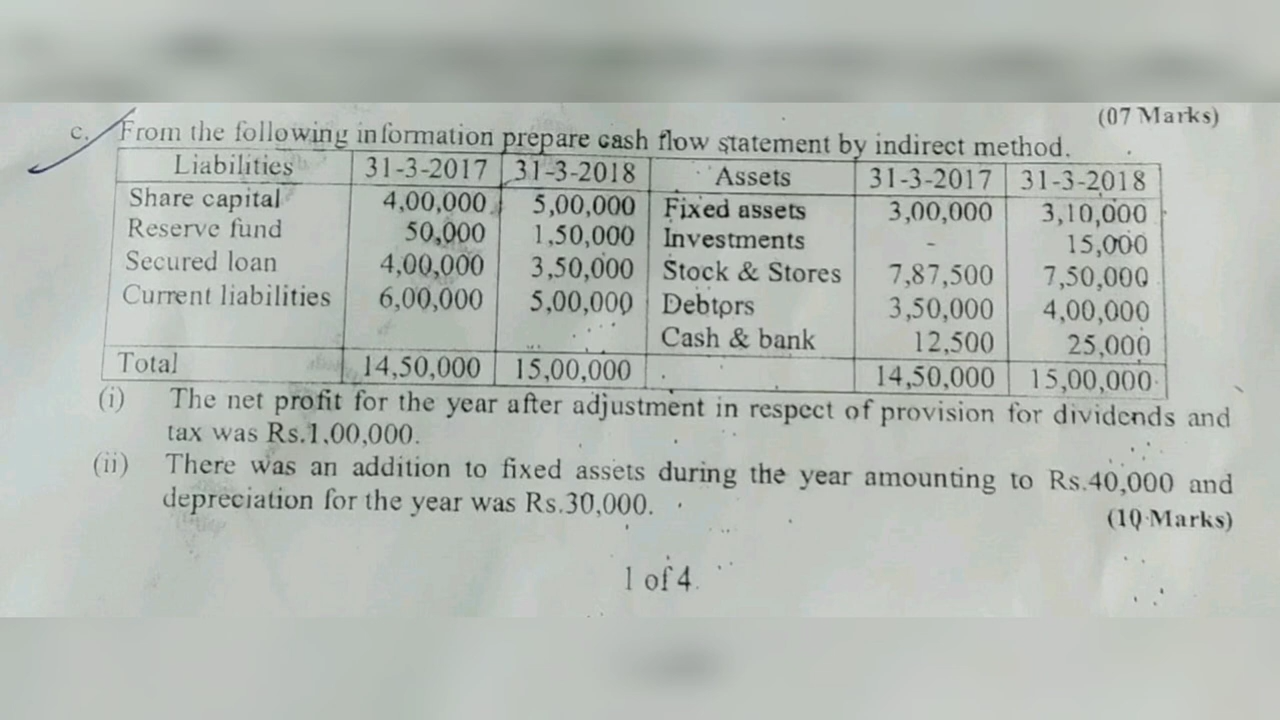 (07 Marks)
c. From the following information prepare cash flow statement by indirect method.
Liabilities 31-3-2017 31-3-2018 Assets 31-3-2017 31-3-2018
Share capital 4,00,000 5,00,000 Fixed assets 3,00,000 3,10,000
Reserve fund 50,000 1,50,000 Investments - 15,000
Secured loan 4,00,000 3,50,000 Stock & Stores 7,87,500 7,50,000
Current liabilities 6,00,000 5,00,000 Debtors 3,50,000 4,00,000
Cash & bank 12,500 25,000
Total 14,50,000 15,00,000 14,50,000 15,00,000
(i) The net profit for the year after adjustment in respect of provision for dividends and
tax was Rs.1,00,000.
(ii) There was an addition to fixed assets during the year amounting to Rs.40,000 and
depreciation for the year was Rs.30,000.
(10 Marks)
1 of 4